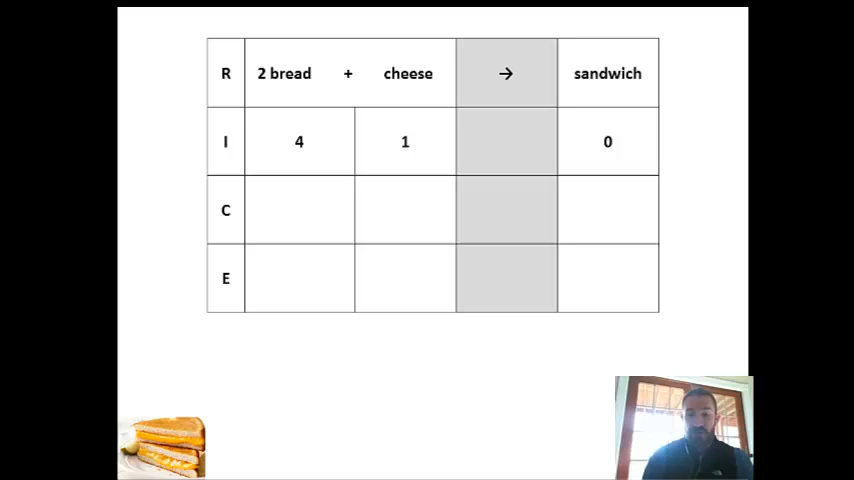 R 2 bread + cheese → sandwich
I 4 1 0
C
E